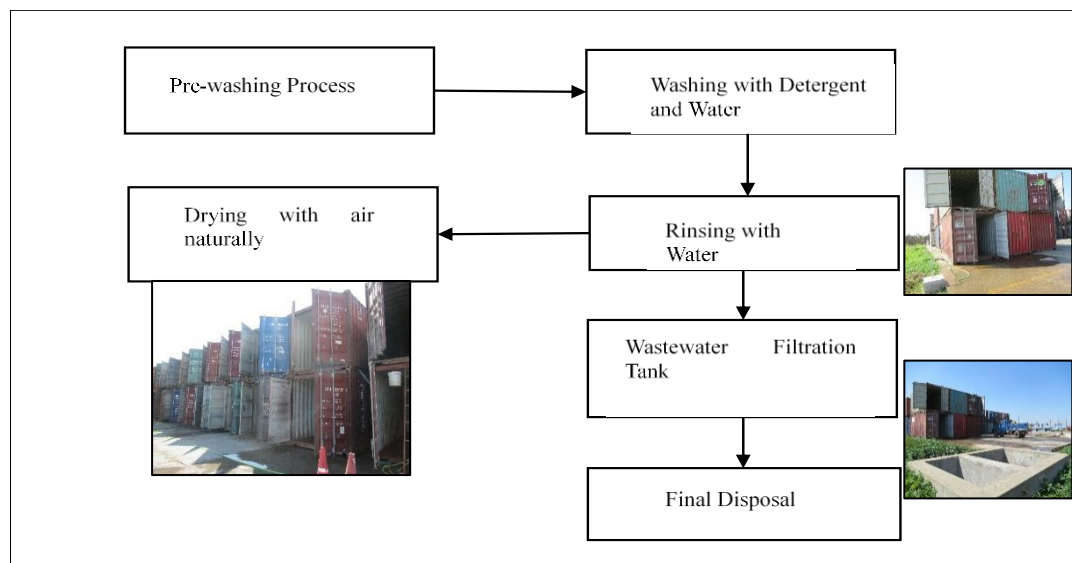 Pre-washing Process
Washing with Detergent
and Water
Drying with air
naturally
Rinsing with
Water
Wastewater Filtration
Tank
Final Disposal